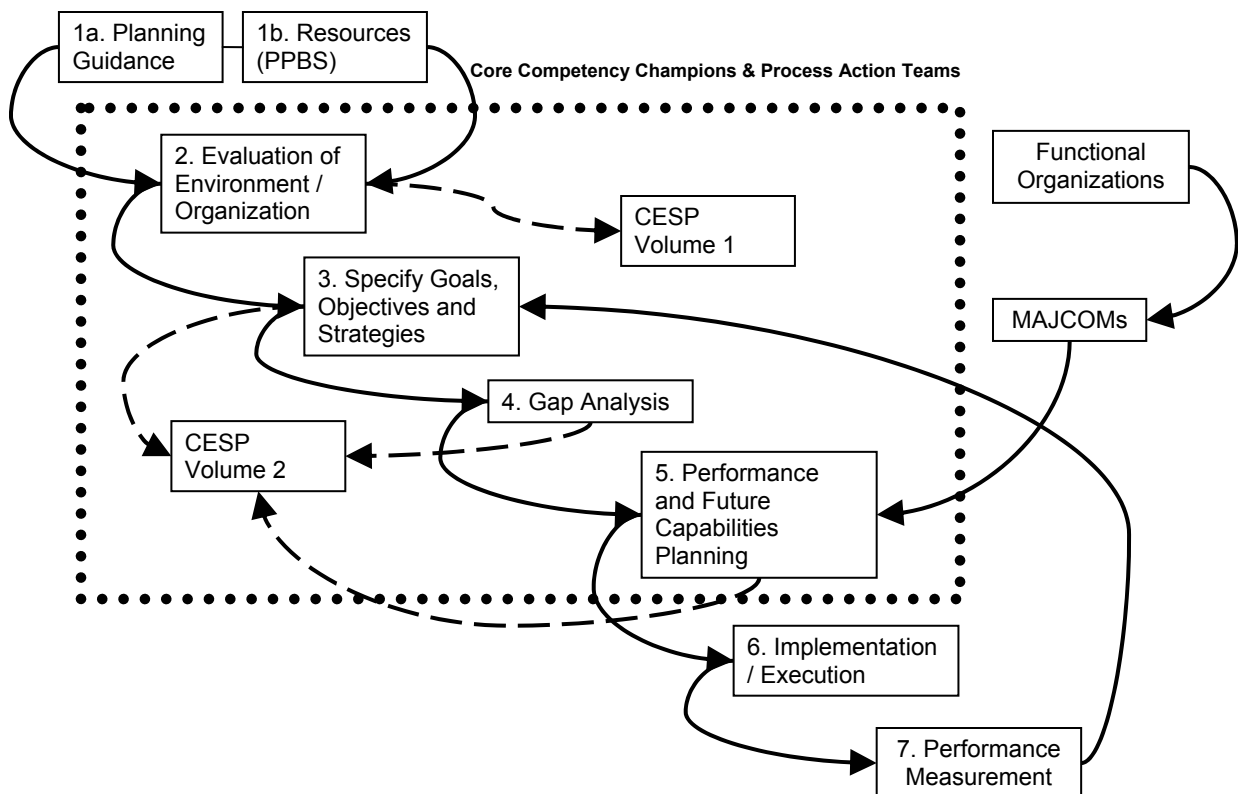 1a. Planning
Guidance
1b. Resources
(PPBS)
Core Competency Champions & Process Action Teams
2. Evaluation of
Environment /
Organization
Functional
Organizations
CESP
Volume 1
3. Specify Goals,
Objectives and
Strategies
MAJCOMs
4. Gap Analysis
CESP
Volume 2
5. Performance
and Future
Capabilities
Planning
6. Implementation
/ Execution
7. Performance
Measurement